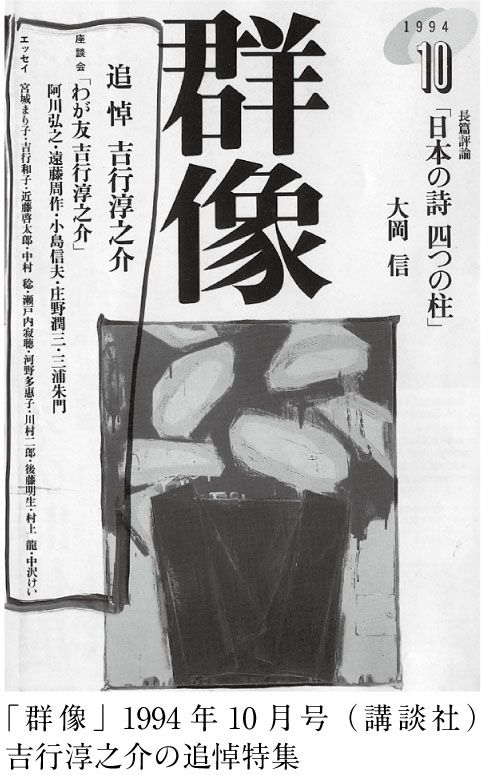 1994
10
長篇評論
「日本の詩 四つの柱」
大岡 信
群像
追悼 吉行淳之介
座談会「わが友 吉行淳之介」
阿川弘之・遠藤周作・小島信夫・庄野潤三・三浦朱門
エッセイ
宮城まり子・吉行和子・近藤啓太郎・中村 稔・瀬戸内寂聴・河野多惠子・川村二郎・後藤明生・村上 龍・中沢けい
「群像」1994年10月号（講談社）
吉行淳之介の追悼特集